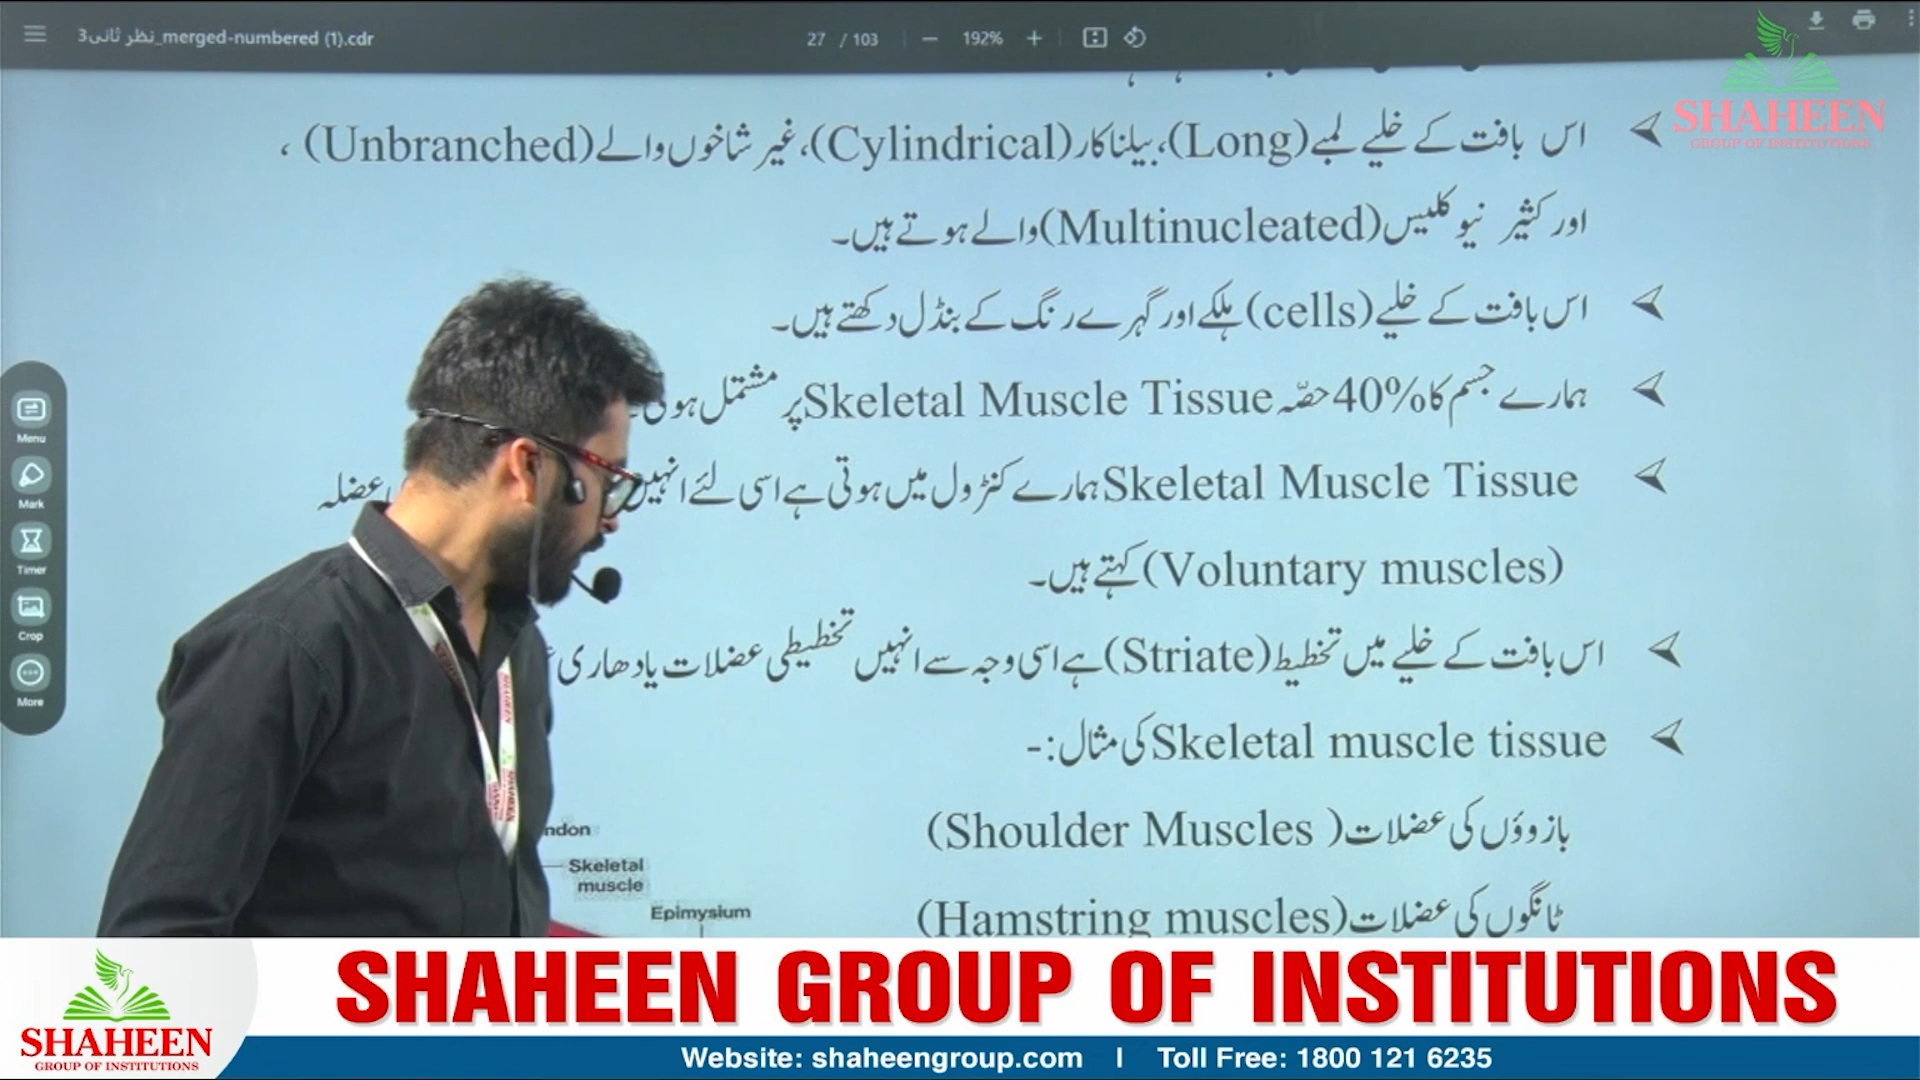 نظر ثانی3_merged-numbered (1).cdr
27 / 103
192%
SHAHEEN
GROUP OF INSTITUTIONS
اس بافت کے خلیے لمبے(Long)،بیلناکار(Cylindrical)،غیر شاخوں والے(Unbranched) ،
اور کثیر نیوکلیس(Multinucleated)والے ہوتے ہیں۔
اس بافت کے خلیے(cells)ہلکے اور گہرے رنگ کے بنڈل دکھتے ہیں۔
ہمارے جسم کا40%حصّہ Skeletal Muscle Tissueپر مشتمل
Skeletal Muscle Tissueہمارے کنٹرول میں ہوتی ہے اسی لئے انہیں عضلہ
(Voluntary muscles)کہتے ہیں۔
اس بافت کے خلیے میں تخطیط(Striate)ہے اسی وجہ سے انہیں تخطیطی عضلات یا دھاری
Skeletal muscle tissueکی مثال:-
بازوؤں کی عضلات(Shoulder Muscles )
ٹانگوں کی عضلات(Hamstring muscles)
Menu
Mark
Timer
Crop
More
Skeletal
muscle
Epimysium
SHAHEEN
GROUP OF INSTITUTIONS
SHAHEEN GROUP OF INSTITUTIONS
Website: shaheengroup.com | Toll Free: 1800 121 6235